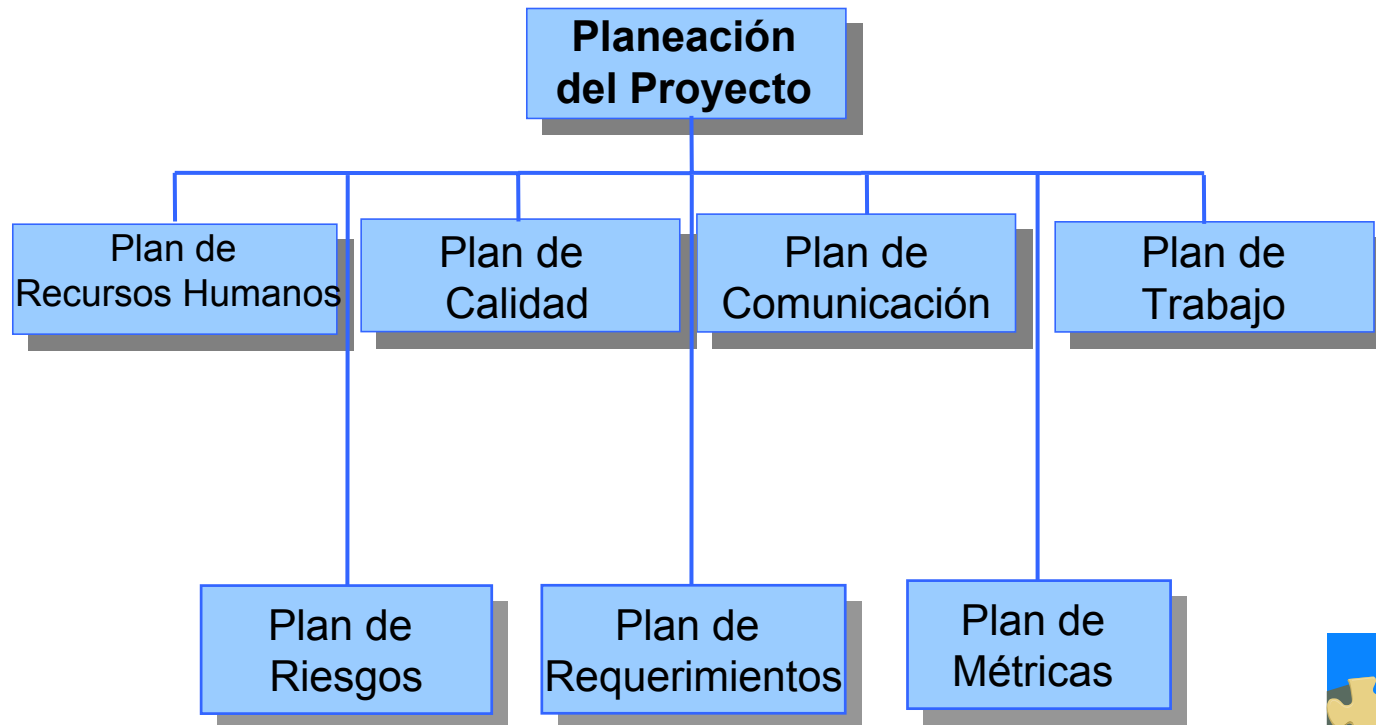 Planeación
del Proyecto
Plan de
Recursos Humanos
Plan de
Calidad
Plan de
Comunicación
Plan de
Trabajo
Plan de
Riesgos
Plan de
Requerimientos
Plan de
Métricas